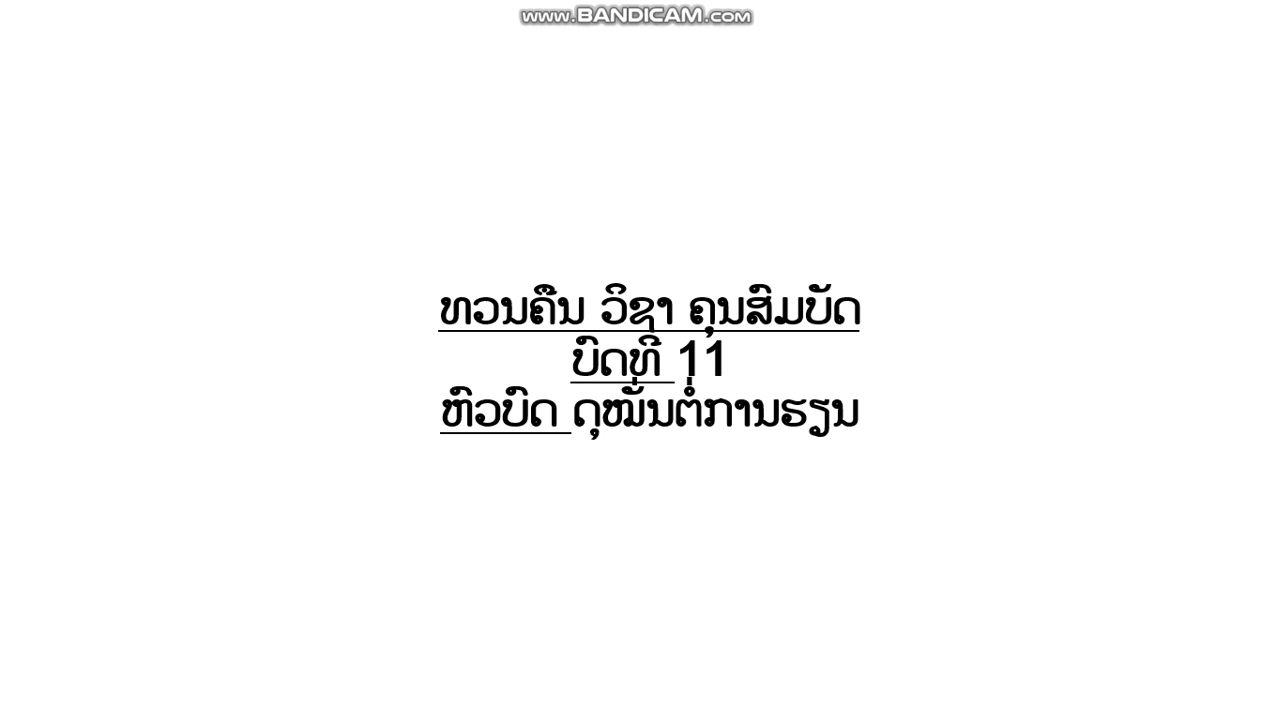 www.BANDICAM.com
ທວນຄືນ ວິຊາ ຄຸນສົມບັດ
ບົດທີ່ 11
ຫົວບົດ ດຸໝັ່ນຕໍ່ການຮຽນ